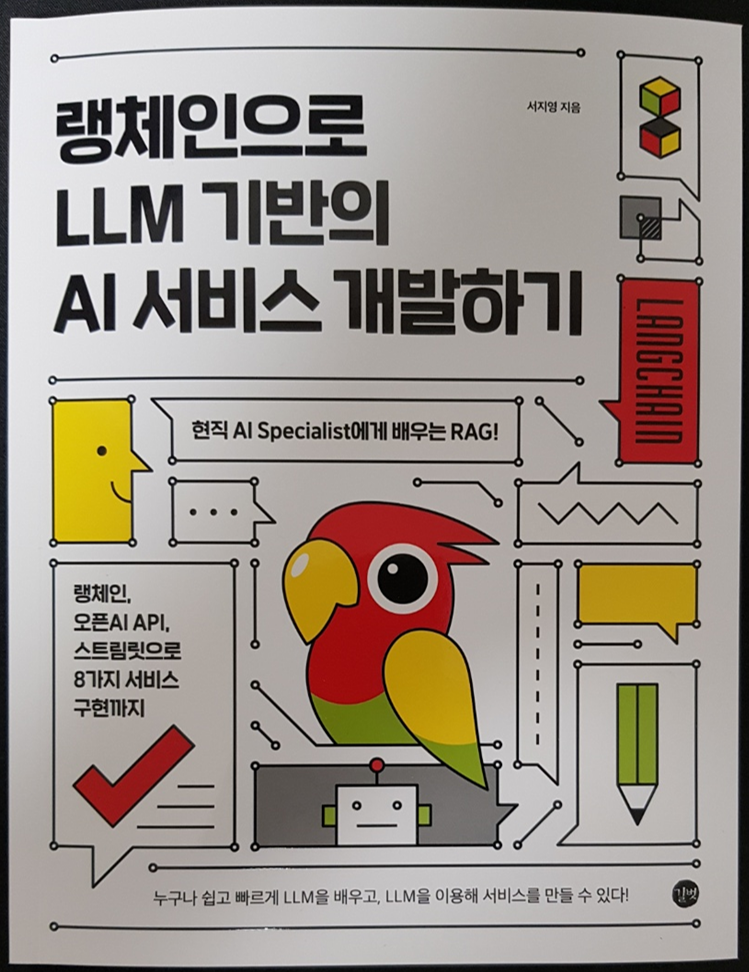 랭체인으로
서지영 지음
LLM 기반의
AI 서비스 개발하기
LANGCHAIN
현직 AI Specialist에게 배우는 RAG!
랭체인,
오픈AI API,
스트림릿으로
8가지 서비스
구현까지
누구나 쉽고 빠르게 LLM을 배우고, LLM을 이용해 서비스를 만들 수 있다!
길벗